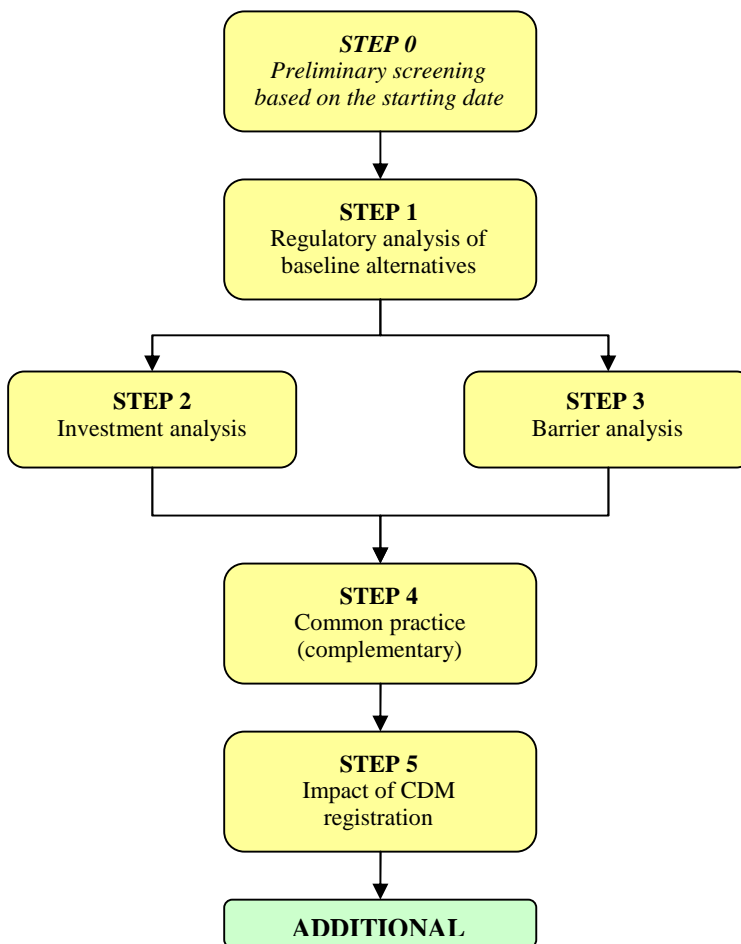 STEP 0
Preliminary screening
based on the starting date
STEP 1
Regulatory analysis of
baseline alternatives
STEP 2
Investment analysis
STEP 3
Barrier analysis
STEP 4
Common practice
(complementary)
STEP 5
Impact of CDM
registration
ADDITIONAL